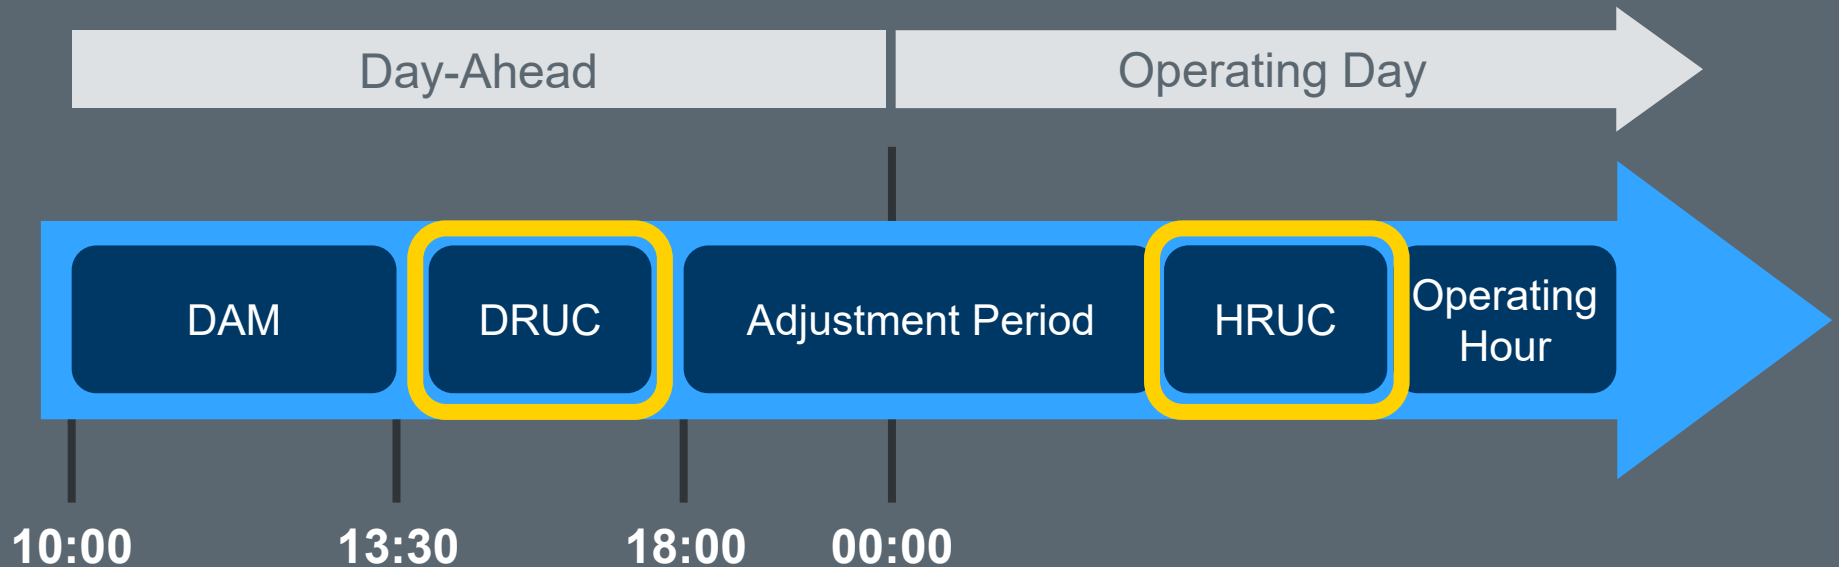 Day-Ahead
Operating Day
DAM
DRUC
Adjustment Period
HRUC
Operating
Hour
10:00
13:30
18:00
00:00